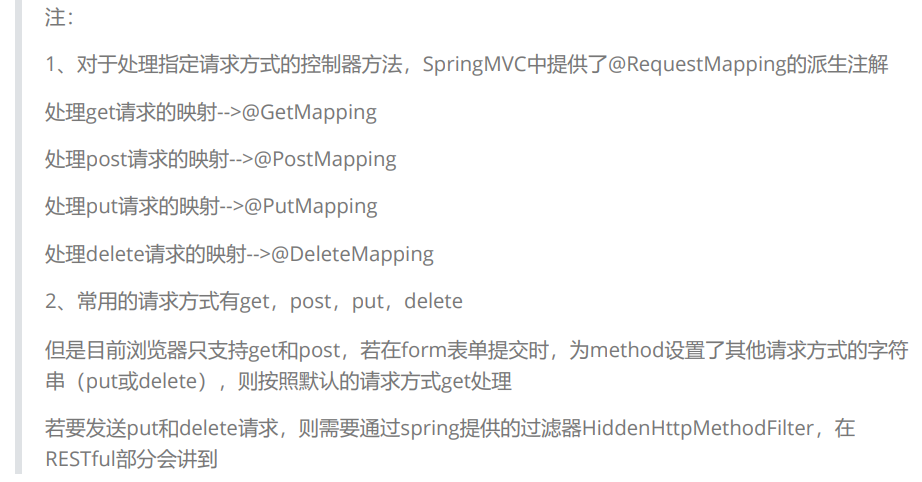 注：
1、对于处理指定请求方式的控制器方法，SpringMVC中提供了@RequestMapping的派生注解
处理get请求的映射-->@GetMapping
处理post请求的映射-->@PostMapping
处理put请求的映射-->@PutMapping
处理delete请求的映射-->@DeleteMapping
2、常用的请求方式有get，post，put，delete
但是目前浏览器只支持get和post，若在form表单提交时，为method设置了其他请求方式的字符
串（put或delete），则按照默认的请求方式get处理
若要发送put和delete请求，则需要通过spring提供的过滤器HiddenHttpMethodFilter，在
RESTful部分会讲到